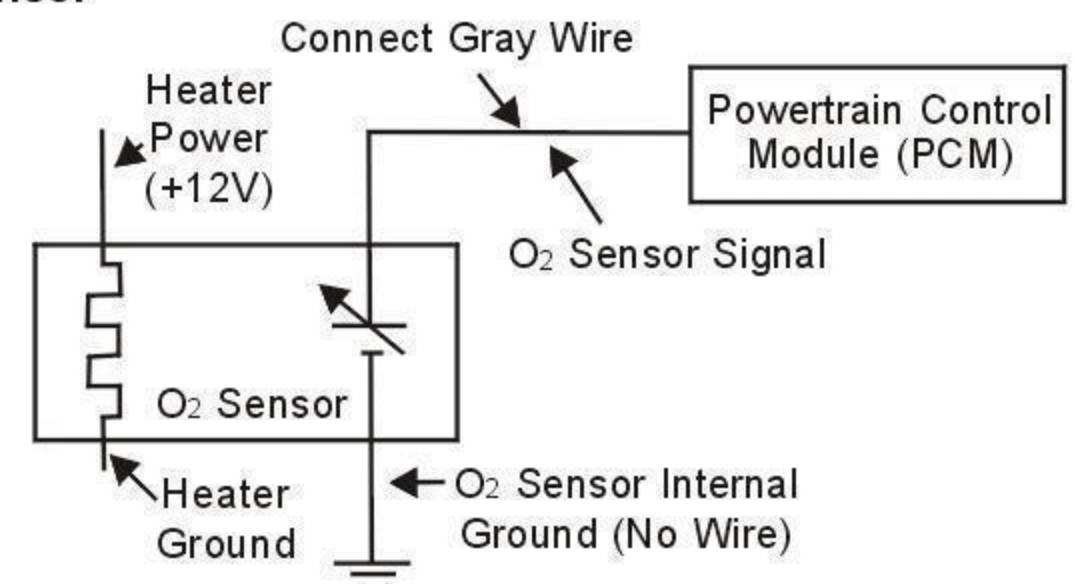 Connect Gray Wire
Heater
Power
(+12V)
Powertrain Control
Module (PCM)
O₂ Sensor Signal
O₂ Sensor
O₂ Sensor Internal
Ground (No Wire)
Heater
Ground